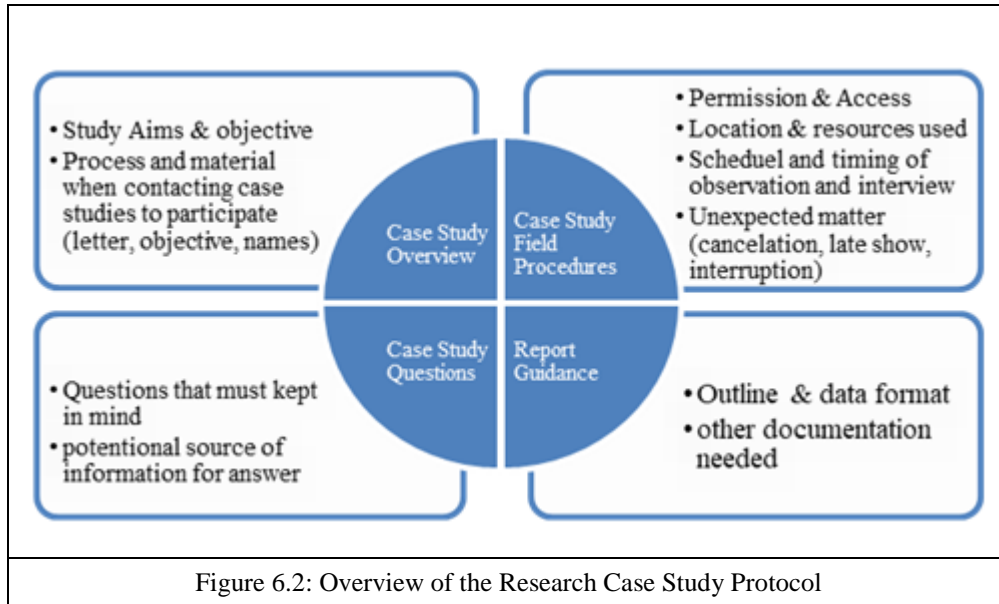 • Study Aims & objective
• Process and material
when contacting case
studies to participate
(letter, objective, names)
Case Study
Overview
• Permission & Access
• Location & resources used
• Scheduel and timing of
observation and interview
• Unexpected matter
(cancelation, late show,
interruption)
Case Study
Field
Procedures
• Questions that must kept
in mind
• potentional source of
information for answer
Case Study
Questions
Report
Guidance
• Outline & data format
• other documentation
needed
Figure 6.2: Overview of the Research Case Study Protocol